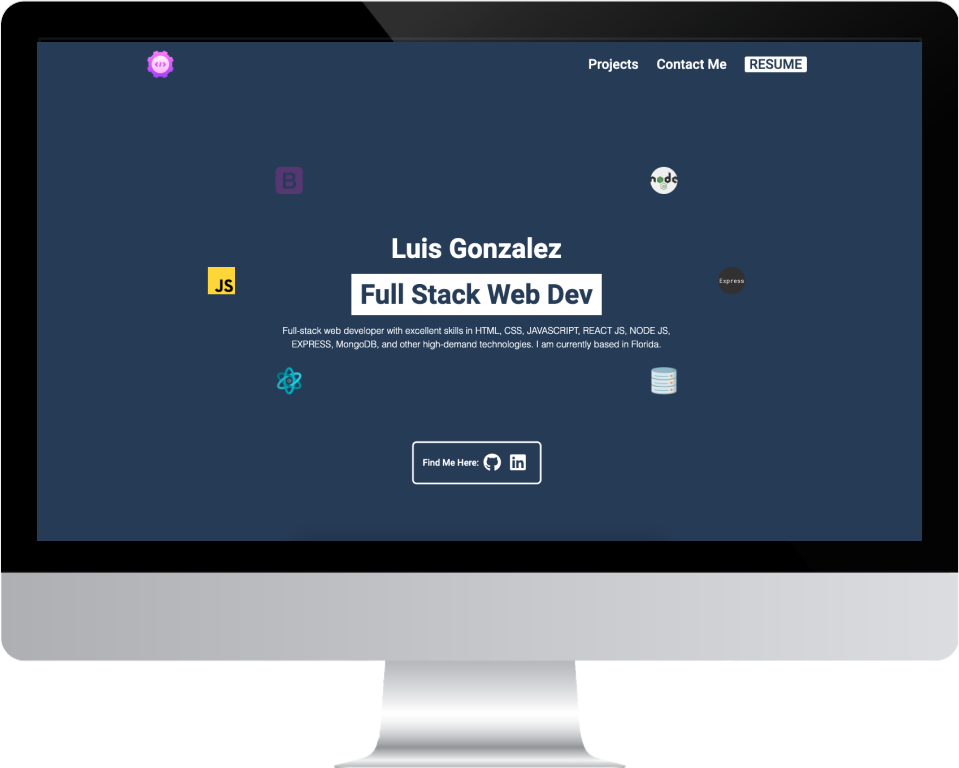 </>
Projects Contact Me RESUME
B
node
Luis Gonzalez
JS
Full Stack Web Dev
Express
Full-stack web developer with excellent skills in HTML, CSS, JAVASCRIPT, REACT JS, NODE JS,
EXPRESS, MongoDB, and other high-demand technologies. I am currently based in Florida.
Find Me Here: in